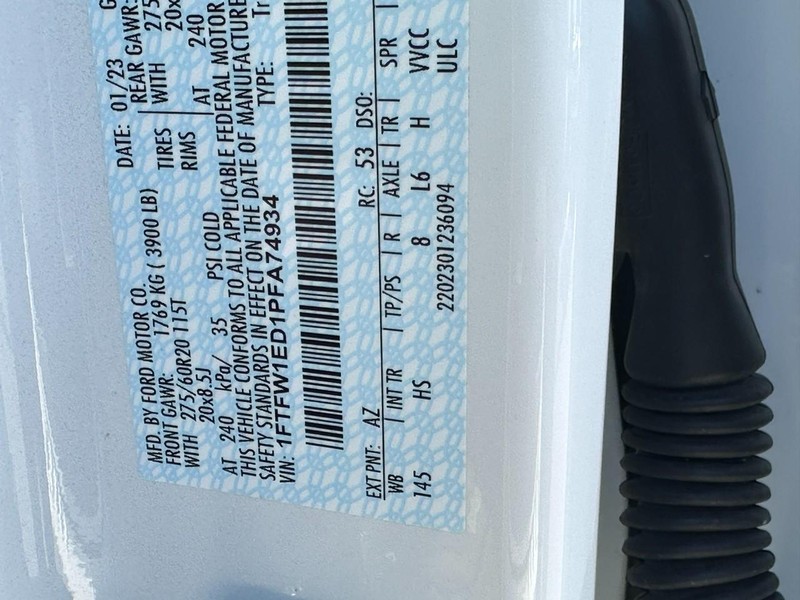 MFD. BY FORD MOTOR CO. DATE: 01/23
FRONT GAWR: 1769 KG ( 3900 LB) REAR GAWR:
WITH 275/60R20 115T TIRES WITH 275
20x8.5J RIMS 20x
AT 240 kPa/ 35 PSI COLD AT 240
THIS VEHICLE CONFORMS TO ALL APPLICABLE FEDERAL MOTOR
SAFETY STANDARDS IN EFFECT ON THE DATE OF MANUFACTURE
VIN: 1FTFW1ED1PFA74934 TYPE:
EXT PNT: AZ RC: 53 DSO:
WB | INT TR | TP/PS | R | AXLE | TR | SPR
145 HS 8 L6 H VVCC
ULC
2202301236094